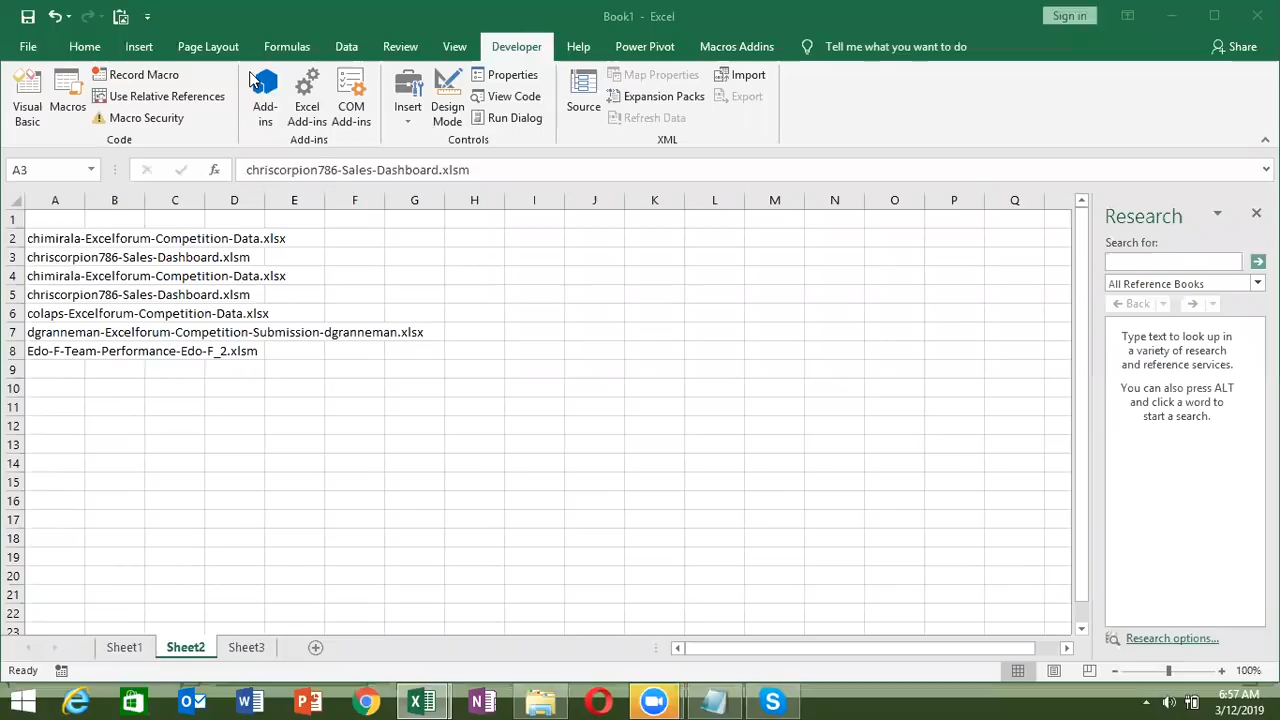 Book1 - Excel
Sign in
File Home Insert Page Layout Formulas Data Review View Developer Help Power Pivot Macros Addins Tell me what you want to do Share
Visual Basic
Macros
Record Macro
Use Relative References
Macro Security
Code
Add-ins
Excel Add-ins
COM Add-ins
Add-ins
Insert
Design Mode
Properties
View Code
Run Dialog
Controls
Source
Map Properties
Expansion Packs
Refresh Data
Import
Export
XML
A3 fx chriscorpion786-Sales-Dashboard.xlsm
A B C D E F G H I J K L M N O P Q
1
2 chimirala-Excelforum-Competition-Data.xlsx
3 chriscorpion786-Sales-Dashboard.xlsm
4 chimirala-Excelforum-Competition-Data.xlsx
5 chriscorpion786-Sales-Dashboard.xlsm
6 colaps-Excelforum-Competition-Data.xlsx
7 dgranneman-Excelforum-Competition-Submission-dgranneman.xlsx
8 Edo-F-Team-Performance-Edo-F_2.xlsm
9
10
11
12
13
14
15
16
17
18
19
20
21
22
23
Research
Search for:
All Reference Books
Back
Type text to look up in
a variety of research
and reference services.
You can also press ALT
and click a word to
start a search.
Research options...
Sheet1 Sheet2 Sheet3
Ready
100%
6:57 AM
3/12/2019